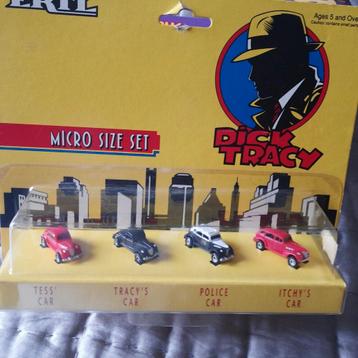 ERTL
Ages 5 and Over
MICRO SIZE SET
DICK
TRACY
TESS'
CAR
TRACY'S
CAR
POLICE
CAR
ITCHY'S
CAR